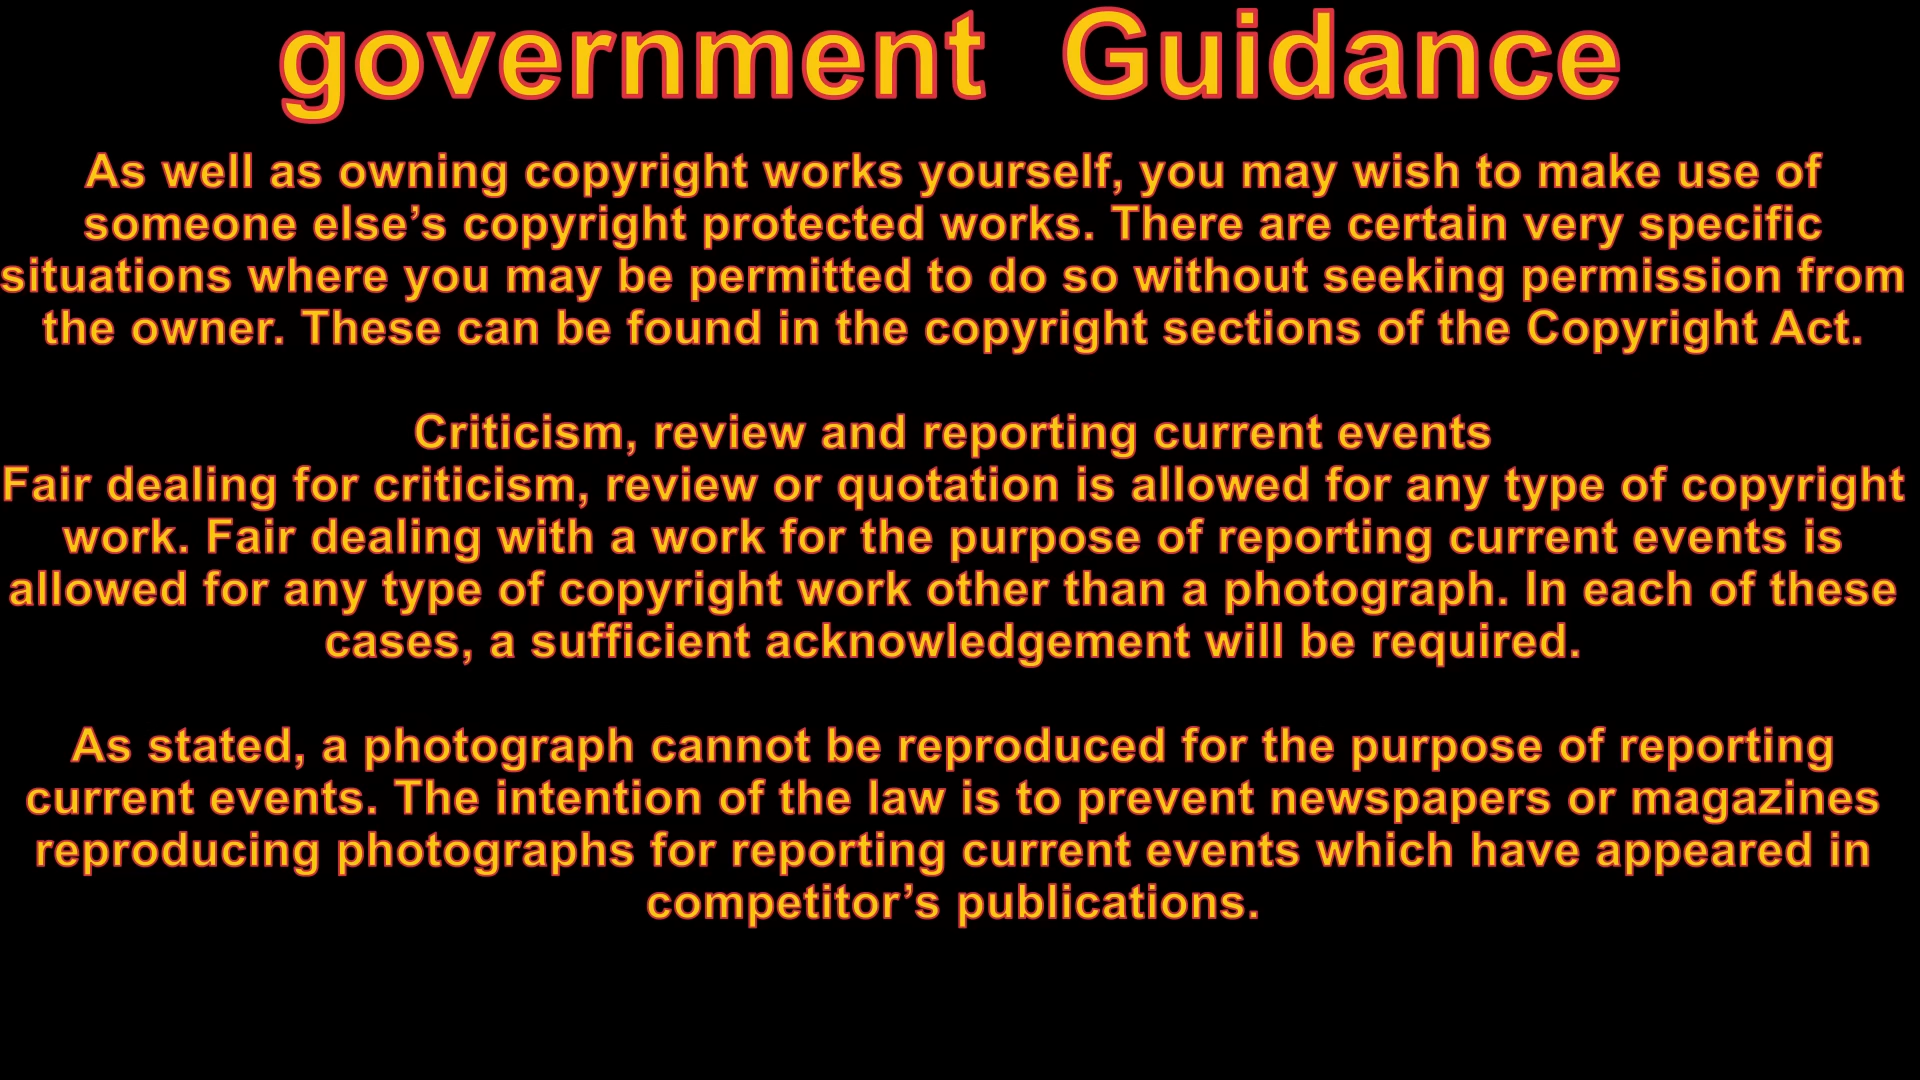 government Guidance
As well as owning copyright works yourself, you may wish to make use of
someone else’s copyright protected works. There are certain very specific
situations where you may be permitted to do so without seeking permission from
the owner. These can be found in the copyright sections of the Copyright Act.
Criticism, review and reporting current events
Fair dealing for criticism, review or quotation is allowed for any type of copyright
work. Fair dealing with a work for the purpose of reporting current events is
allowed for any type of copyright work other than a photograph. In each of these
cases, a sufficient acknowledgement will be required.
As stated, a photograph cannot be reproduced for the purpose of reporting
current events. The intention of the law is to prevent newspapers or magazines
reproducing photographs for reporting current events which have appeared in
competitor’s publications.